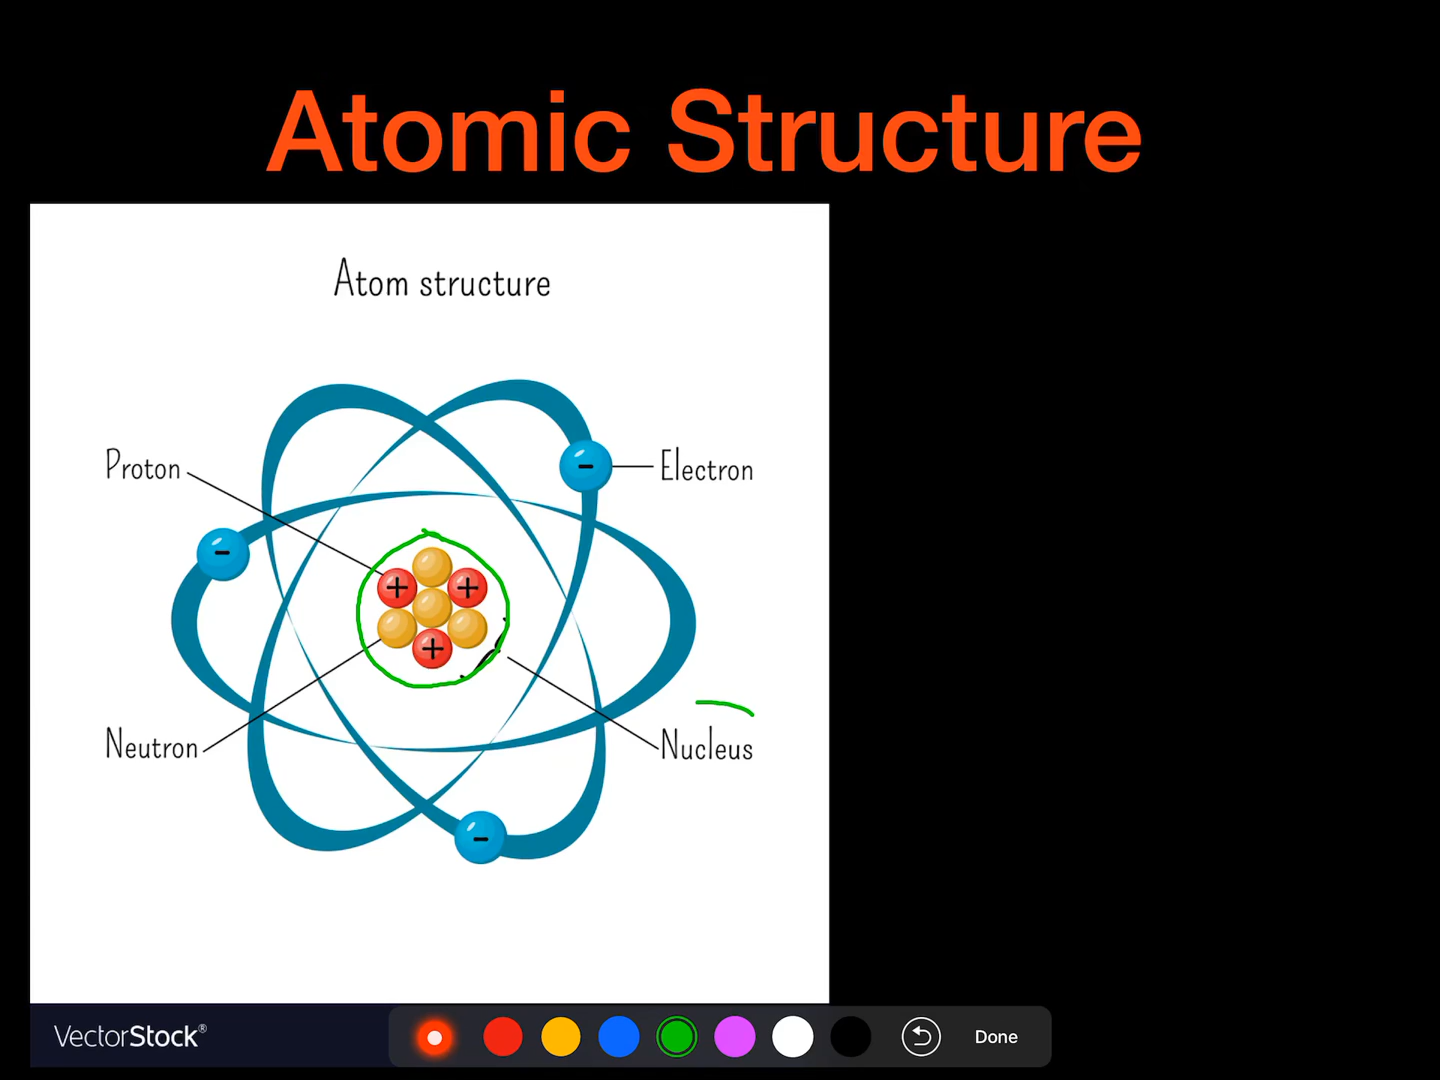 Atomic Structure
Atom structure
Proton
Electron
-
-
+ +
+
Neutron
Nucleus
-
VectorStock®
Done